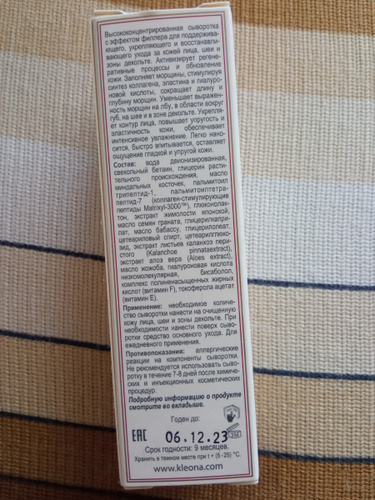 Высококонцентрированная сыворотка
с эффектом филлера для поддержива-
ющего, укрепляющего и восстанавли-
вающего ухода за кожей лица, шеи и
зоны декольте. Активизирует регене-
ративные процессы и обновление
кожи. Заполняет морщины, стимулируя
синтез коллагена, эластина и гиалуро-
новой кислоты, сокращает длину и
глубину морщин. Уменьшает выражен-
ность морщин на лбу, в области вокруг
губ, на шее и в зоне декольте. Укрепля-
ет контур лица, повышает упругость и
эластичность кожи, обеспечивает
интенсивное увлажнение. Легко нано-
сится, быстро впитывается, оставляет
ощущение гладкой и упругой кожи.
Состав: вода деионизированная,
свекольный бетаин, глицерин расти-
тельного происхождения, масло
миндальных косточек, пальмитоил
трипептид-1, пальмитоилтетра-
пептид-7 (коллаген-стимулирующие
пептиды Matrixyl-3000™), глюконолак-
тон, экстракт жимолости японской,
масло семян граната, глицерилкапри-
лат, масло бабассу, глицерилолеат,
цетеариловый спирт, цетеарилглюко-
зид, экстракт листьев каланхоэ перис-
того (Kalanchoe pinnataextract),
экстракт алоэ вера (Aloes extract),
масло жожоба, гиалуроновая кислота
низкомолекулярная, бисаболол,
комплекс полиненасыщенных жирных
кислот (витамин F), токоферола ацетат
(витамин Е).
Применение: необходимое количес-
тво сыворотки нанести на очищенную
кожу лица, шеи и зоны декольте. При
необходимости нанести поверх сыво-
ротки средство основного ухода. Для
ежедневного применения.
Противопоказания: аллергические
реакции на компоненты сыворотки.
Не рекомендуется использовать сыво-
ротку в течение 7-8 дней после химичес-
ких и инъекционных косметических
процедур.
Подробную информацию о продукте
смотрите во вкладыше.
Годен до:
EAC 06.12.23 3М
Срок годности: 9 месяцев.
Хранить в темном месте при t + (5 -25) °С.
www.kleona.com